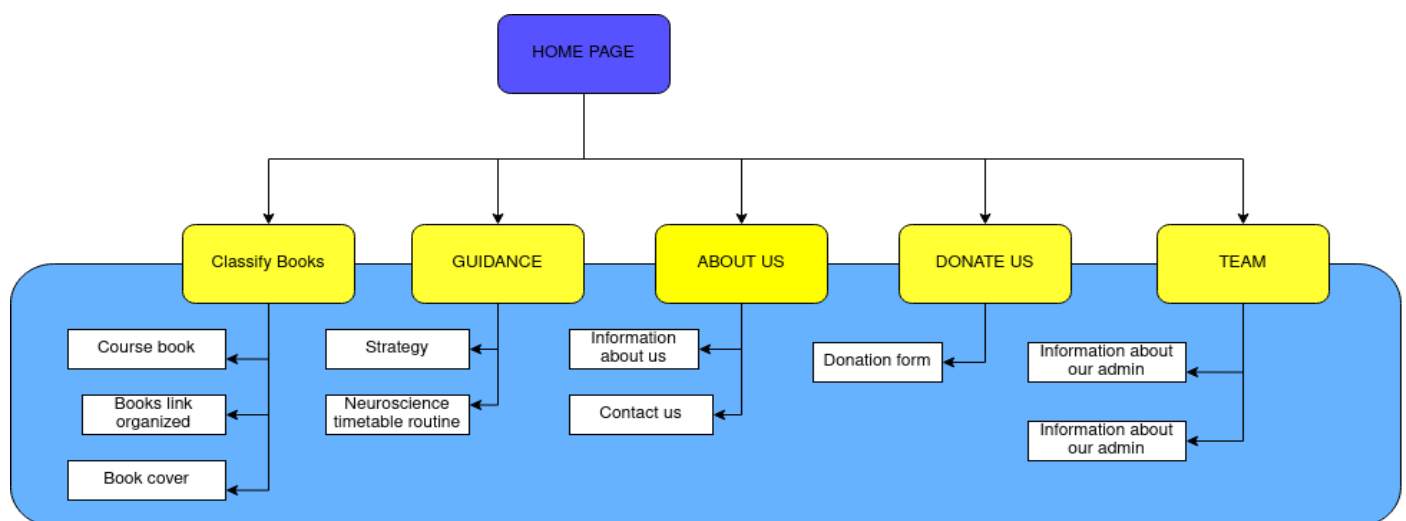 HOME PAGE
Classify Books
GUIDANCE
ABOUT US
DONATE US
TEAM
Course book
Books link
organized
Book cover
Strategy
Neuroscience
timetable routine
Information
about us
Contact us
Donation form
Information about
our admin
Information about
our admin